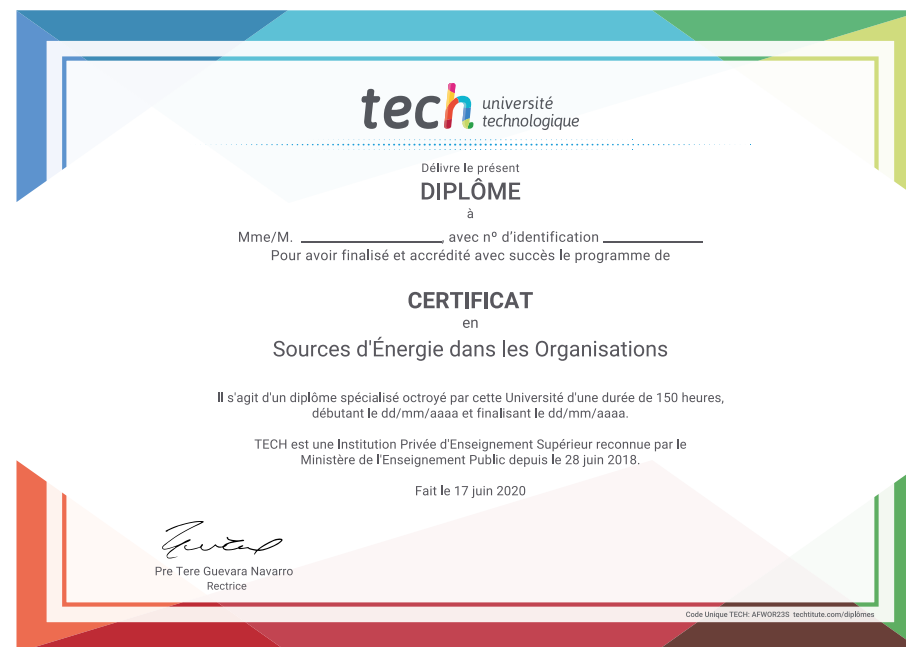 tech université
technologique
Délivre le présent
DIPLÔME
à
Mme/M. ____________________, avec nº d'identification ______________
Pour avoir finalisé et accrédité avec succès le programme de
CERTIFICAT
en
Sources d'Énergie dans les Organisations
Il s'agit d'un diplôme spécialisé octroyé par cette Université d'une durée de 150 heures,
débutant le dd/mm/aaaa et finalisant le dd/mm/aaaa.
TECH est une Institution Privée d'Enseignement Supérieur reconnue par le
Ministère de l'Enseignement Public depuis le 28 juin 2018.
Fait le 17 juin 2020
Pre Tere Guevara Navarro
Rectrice
Code Unique TECH: AFWOR23S techtitute.com/diplômes